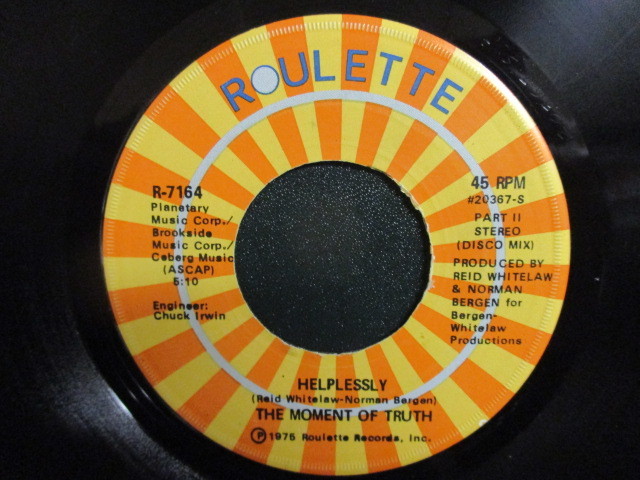 ROULETTE
R-7164
Planetary
Music Corp./
Brookside
Music Corp./
Ceberg Music
(ASCAP)
5:10
Engineer:
Chuck Irwin
45 RPM
#20367-S
PART II
STEREO
(DISCO MIX)
PRODUCED BY
REID WHITELAW
& NORMAN
BERGEN for
Bergen-
Whitelaw
Productions
HELPLESSLY
(Reid Whitelaw-Norman Bergen)
THE MOMENT OF TRUTH
Ⓟ1975 Roulette Records, Inc.